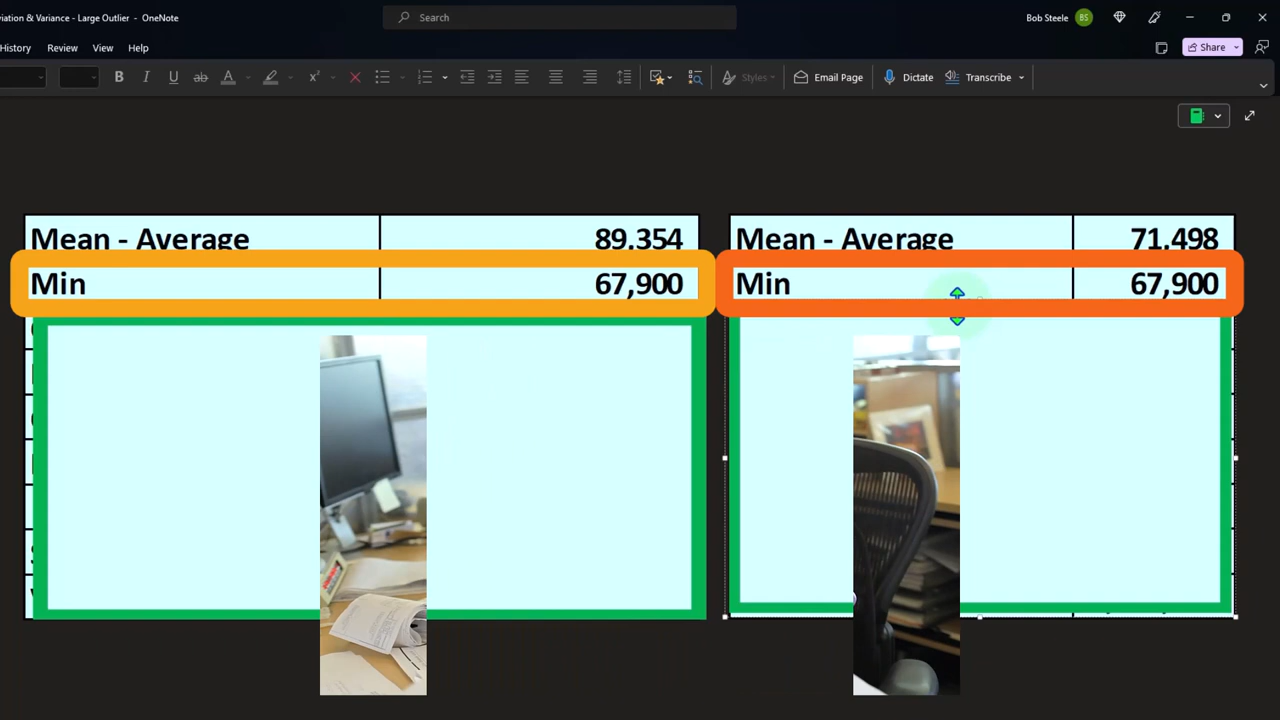 viation & Variance - Large Outlier - OneNote
Search
Bob Steele BS
History Review View Help
Share
B I U ab A x² Styles Email Page Dictate Transcribe
Mean - Average 89,354
Min 67,900
Mean - Average 71,498
Min 67,900